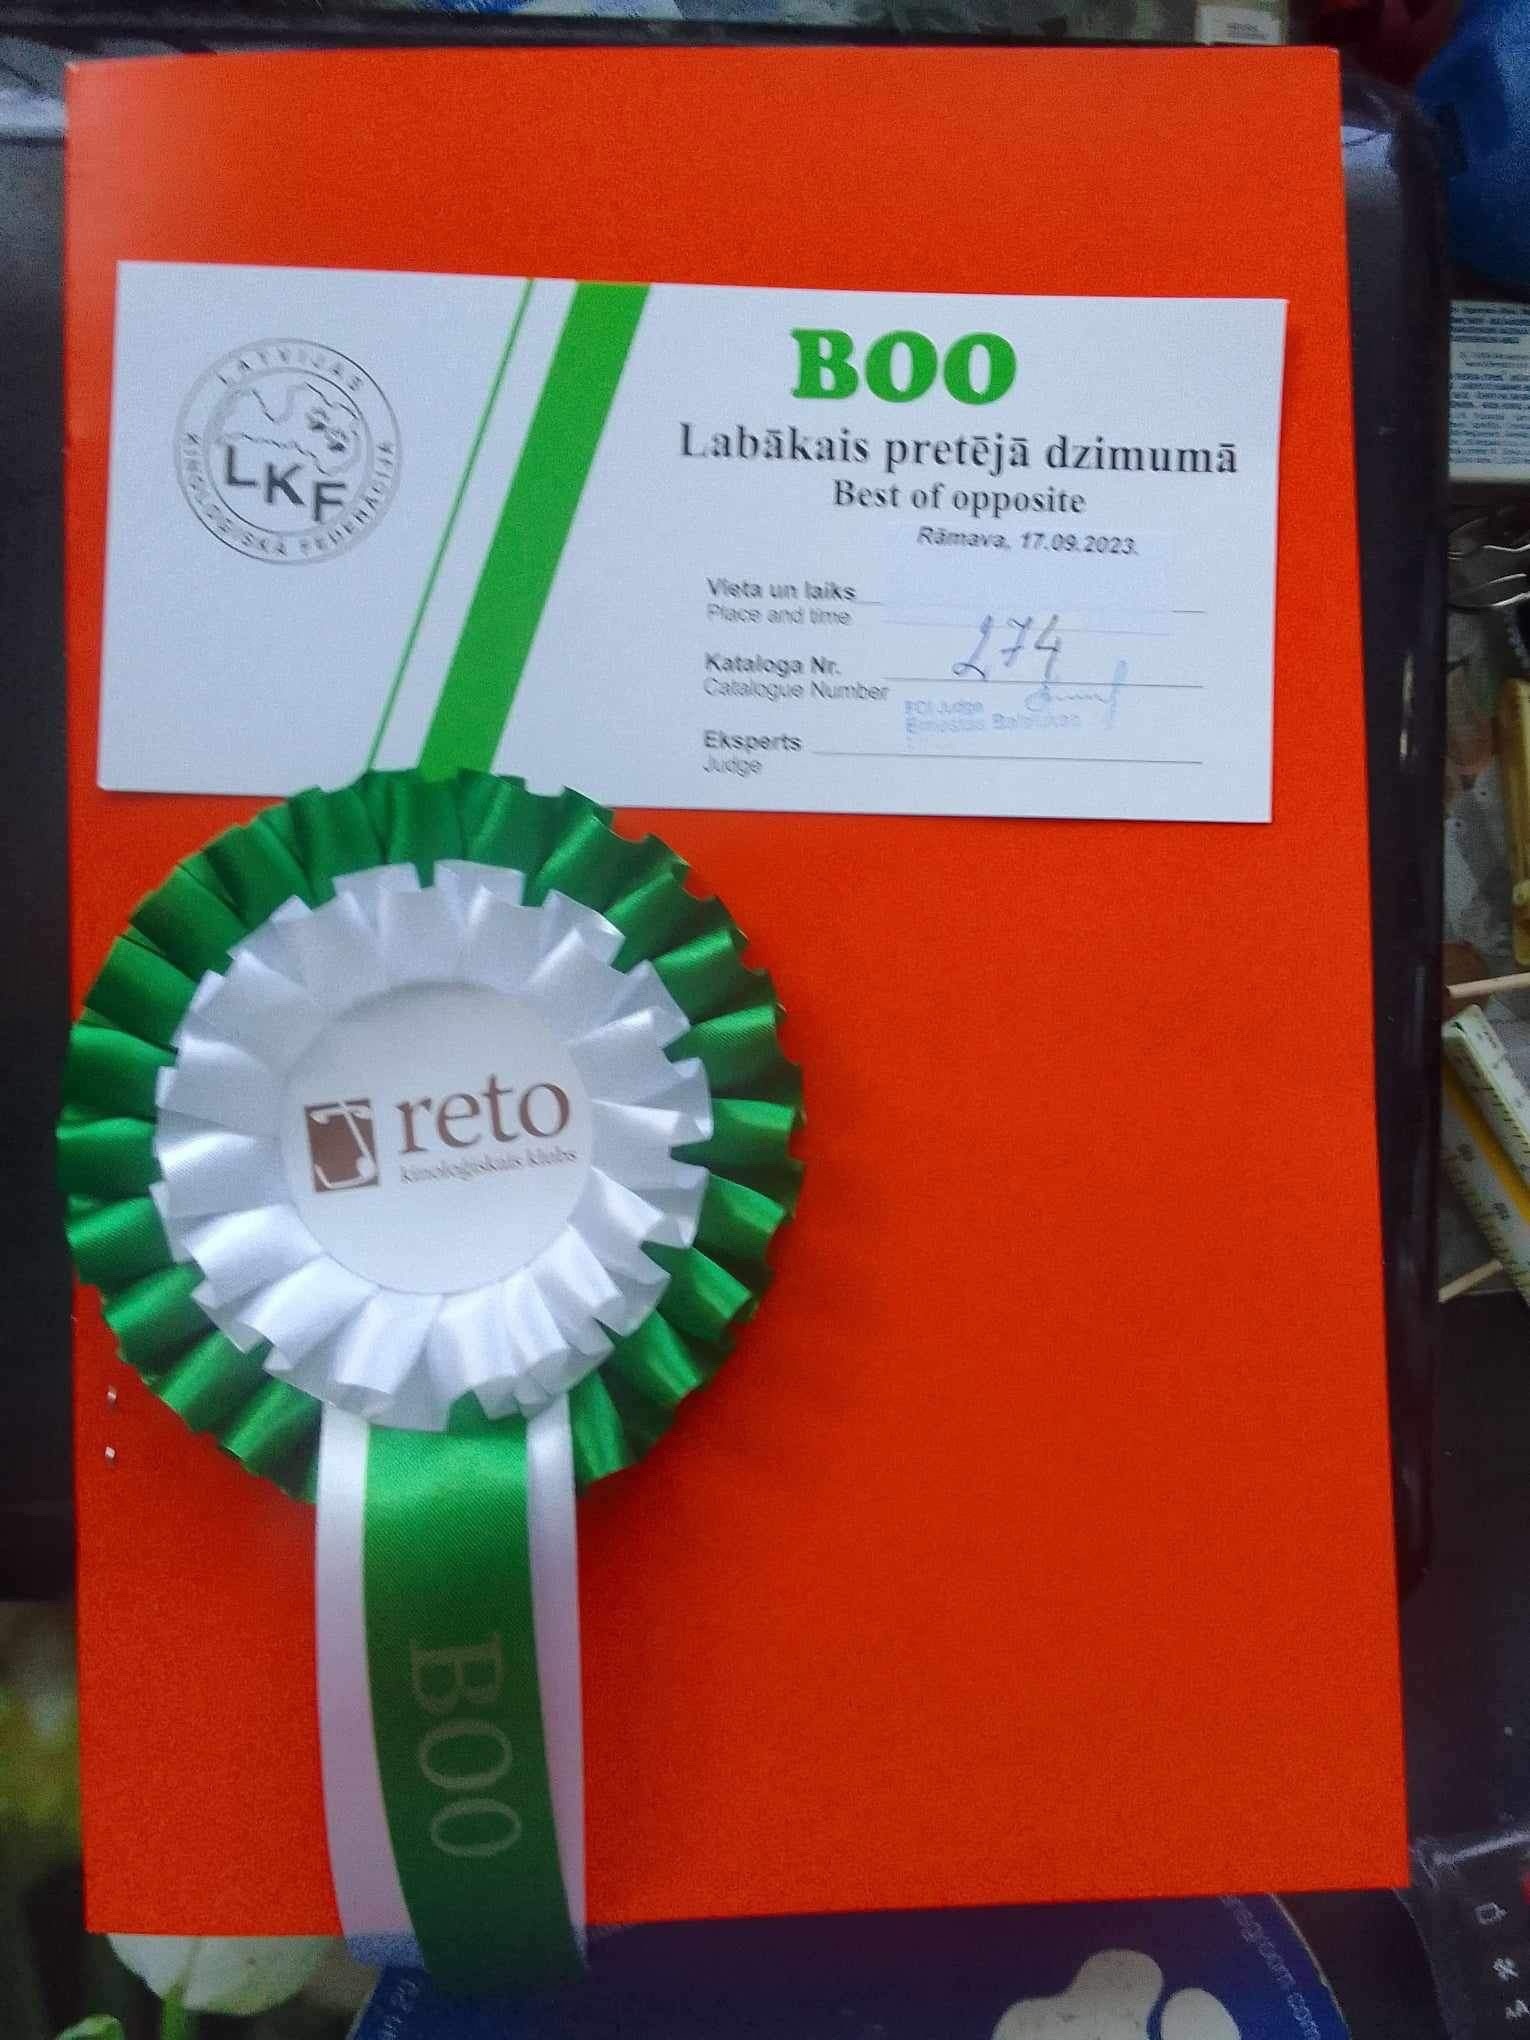 BOO
Labākais pretējā dzimumā
Best of opposite
Rāmava, 17.09.2023.
Vieta un laiks
Place and time
274
Kataloga Nr.
Catalogue Number
FCI Judge
Eksperts
Judge
LATVIJAS
KINOLOĢISKĀ FEDERĀCIJA
LKF
reto
kinoloģiskais klubs
BOO